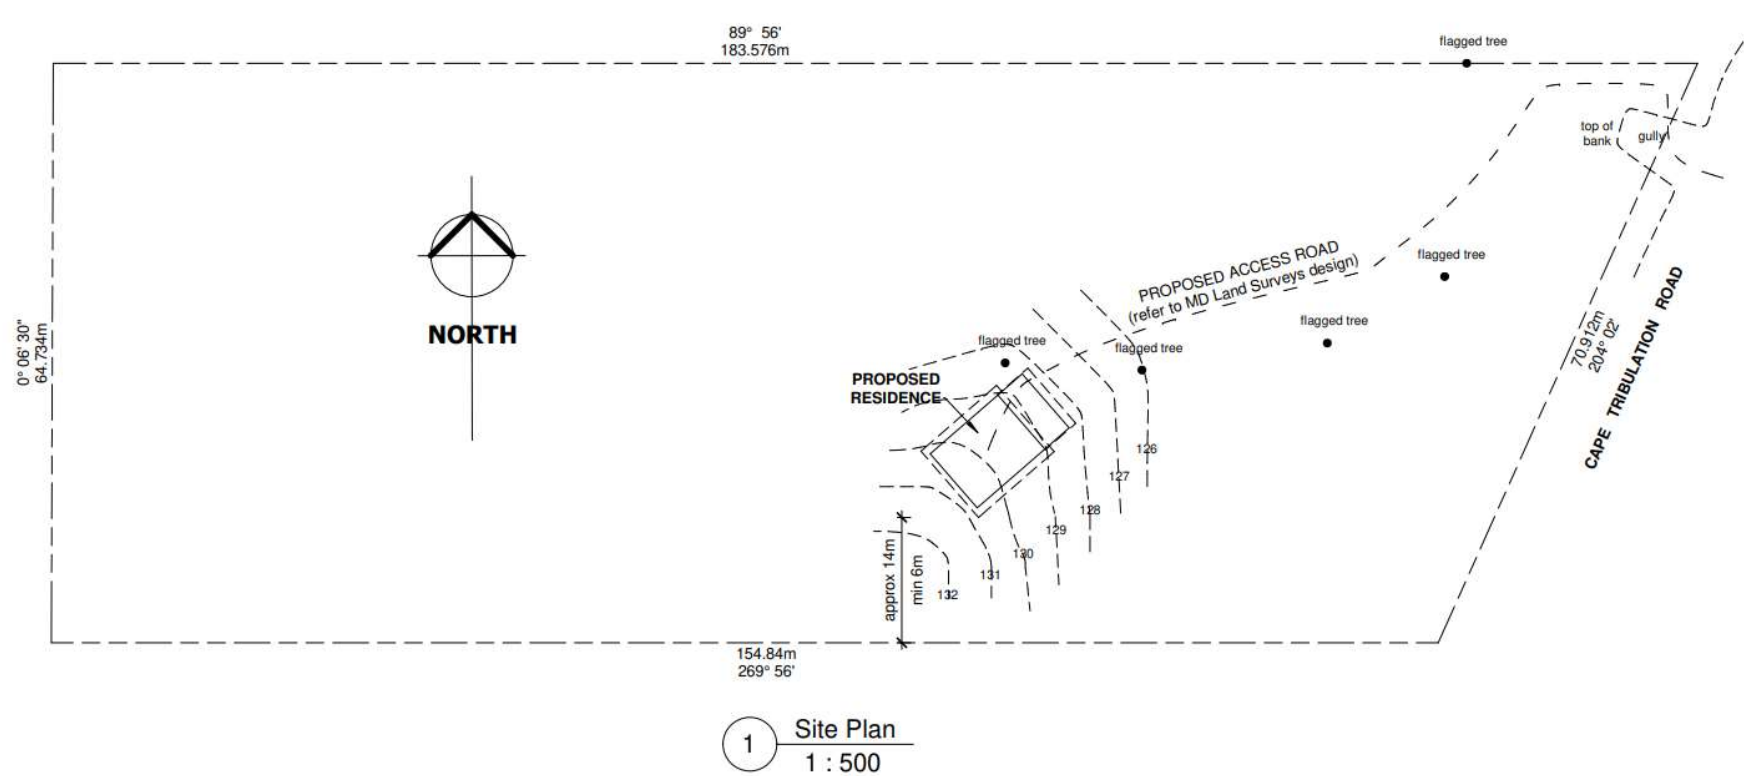 89° 56'
183.576m
flagged tree
top of
bank
gully
NORTH
PROPOSED ACCESS ROAD
(refer to MD Land Surveys design)
flagged tree
flagged tree
flagged tree
flagged tree
0° 06' 30"
64.734m
70.912m
204° 02'
CAPE TRIBULATION ROAD
PROPOSED
RESIDENCE
126
127
128
129
130
131
132
approx 14m
min 6m
154.84m
269° 56'
1
Site Plan
1 : 500